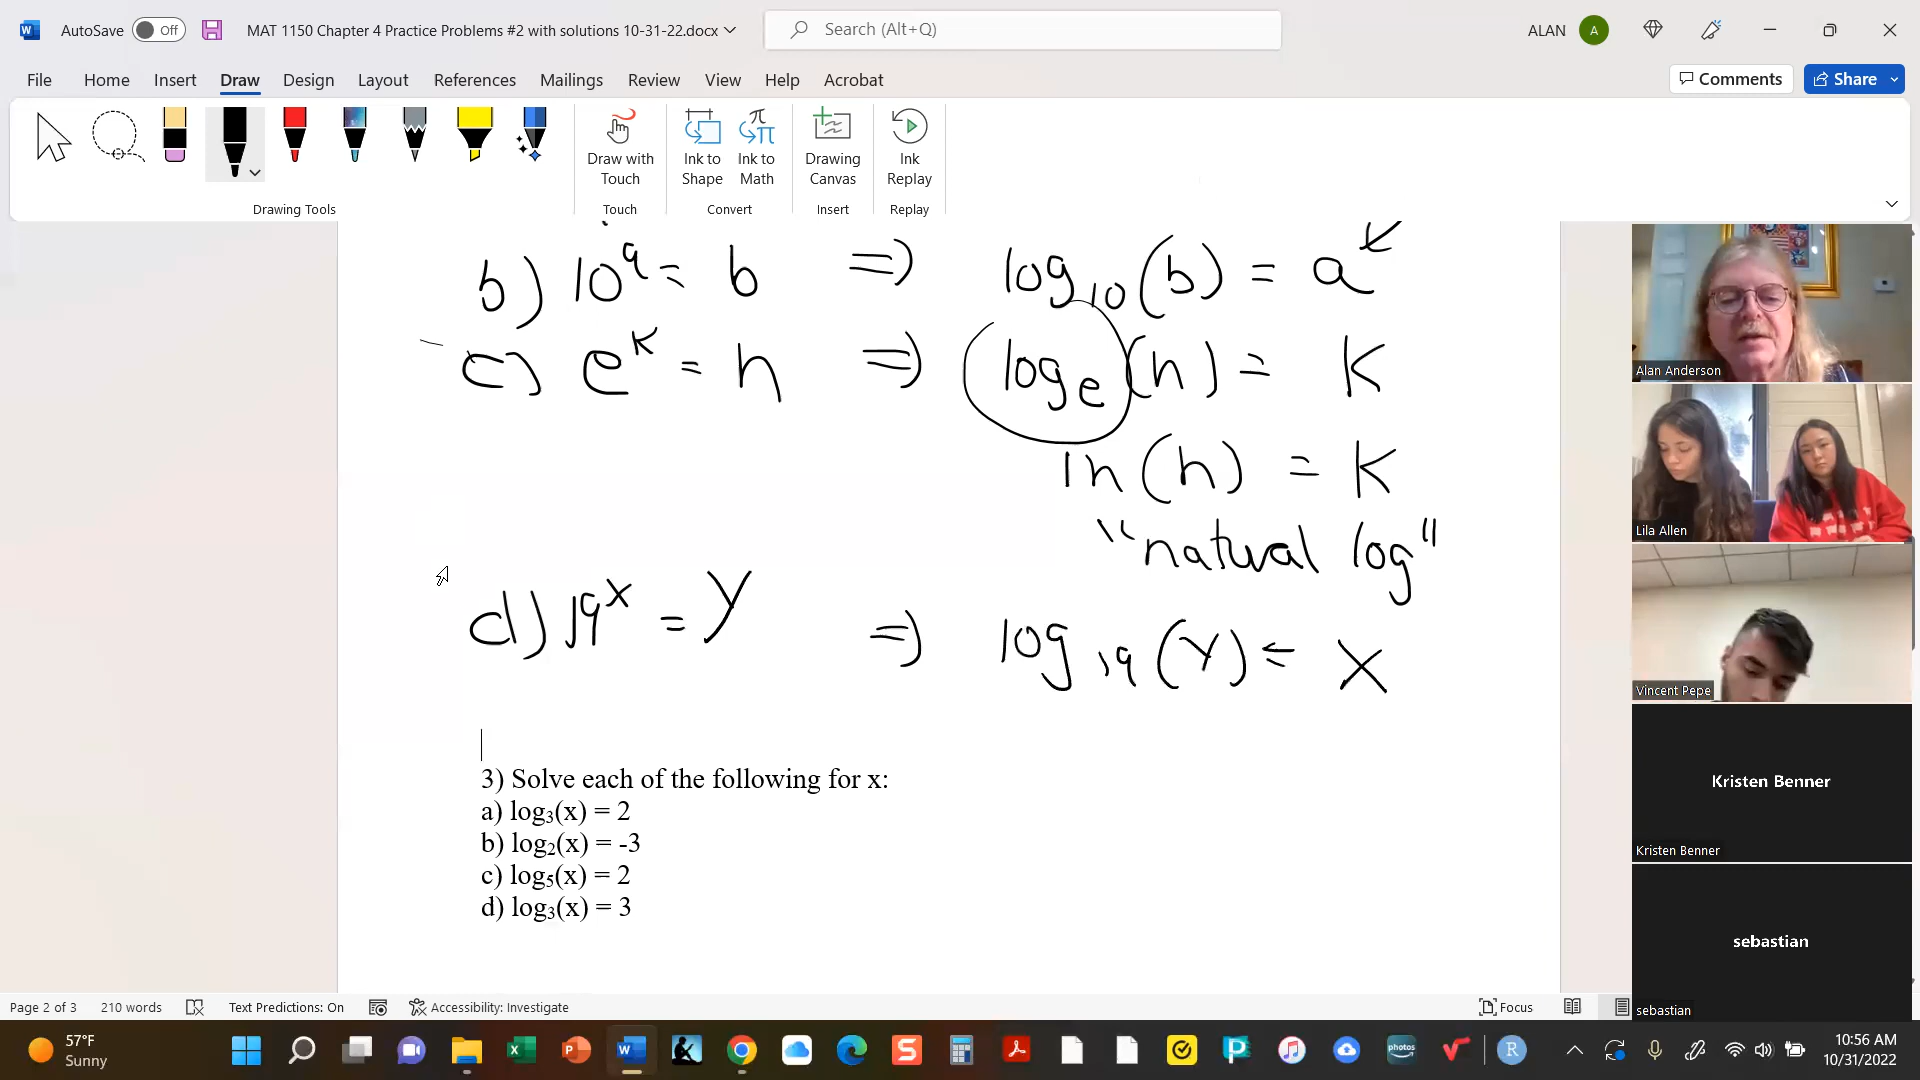 AutoSave Off MAT 1150 Chapter 4 Practice Problems #2 with solutions 10-31-22.docx Search (Alt+Q) ALAN A
File Home Insert Draw Design Layout References Mailings Review View Help Acrobat Comments Share
Draw with Touch
Ink to Shape
Ink to Math
Drawing Canvas
Ink Replay
Drawing Tools Touch Convert Insert Replay
b) 10^a = b => log₁₀(b) = a
c) e^k = n => logₑ(n) = k
ln(n) = k
"natural log"
d) 19^x = y => log₁₉(y) = x
3) Solve each of the following for x:
a) log₃(x) = 2
b) log₂(x) = -3
c) log₅(x) = 2
d) log₃(x) = 3
Alan Anderson
Lila Allen
Vincent Pepe
Kristen Benner
Kristen Benner
sebastian
sebastian
Page 2 of 3 210 words Text Predictions: On Accessibility: Investigate Focus
57°F
Sunny
photos
10:56 AM
10/31/2022